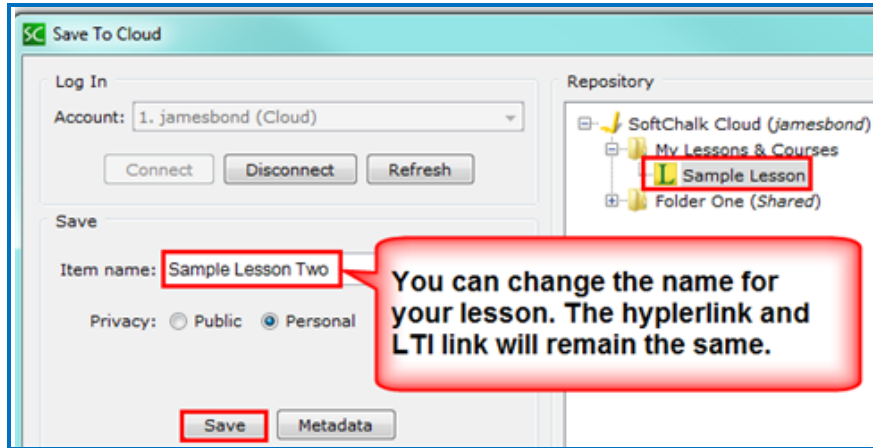 SC Save To Cloud
Log In
Account: 1. jamesbond (Cloud)
Connect Disconnect Refresh
Save
Item name: Sample Lesson Two
Privacy: Public Personal
Save Metadata
Repository
SoftChalk Cloud (jamesbond)
My Lessons & Courses
L Sample Lesson
Folder One (Shared)
You can change the name for
your lesson. The hyplerlink and
LTI link will remain the same.